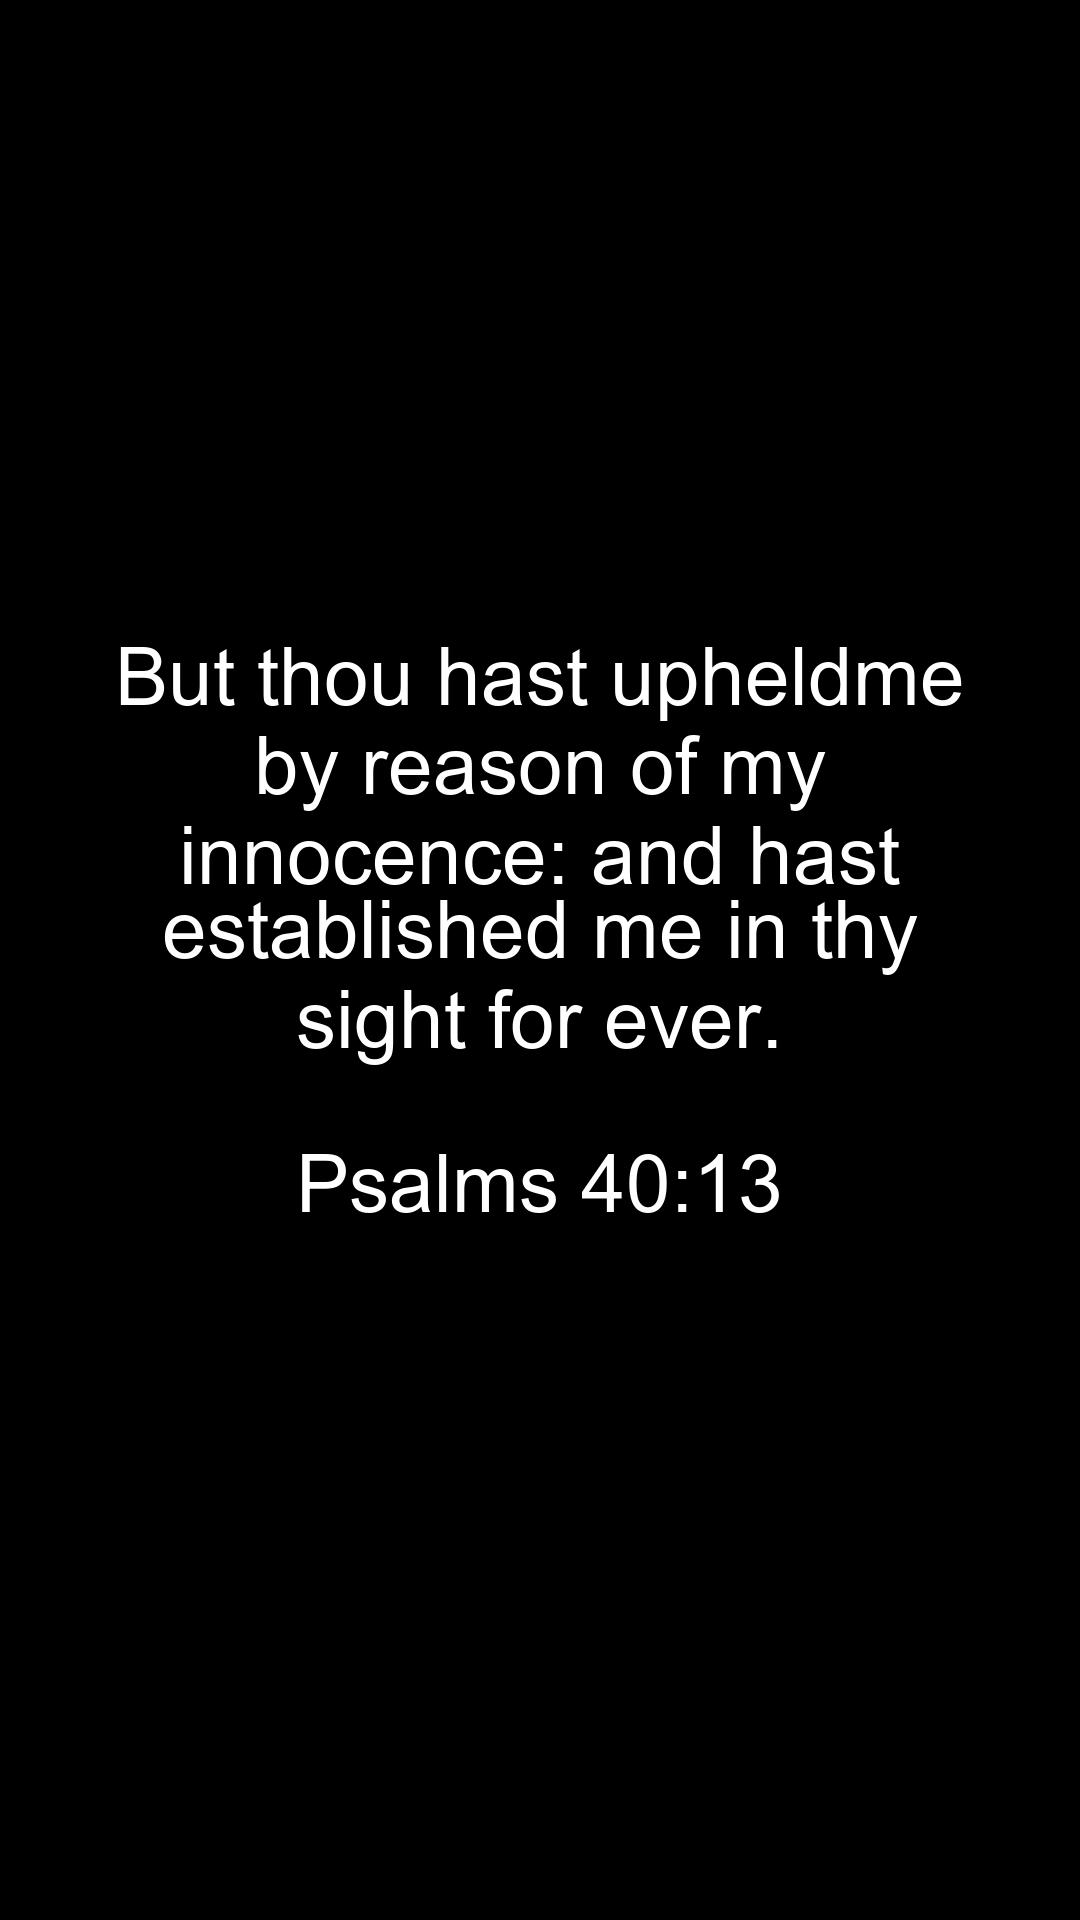 But thou hast upheldme
by reason of my
innocence: and hast
established me in thy
sight for ever.
Psalms 40:13